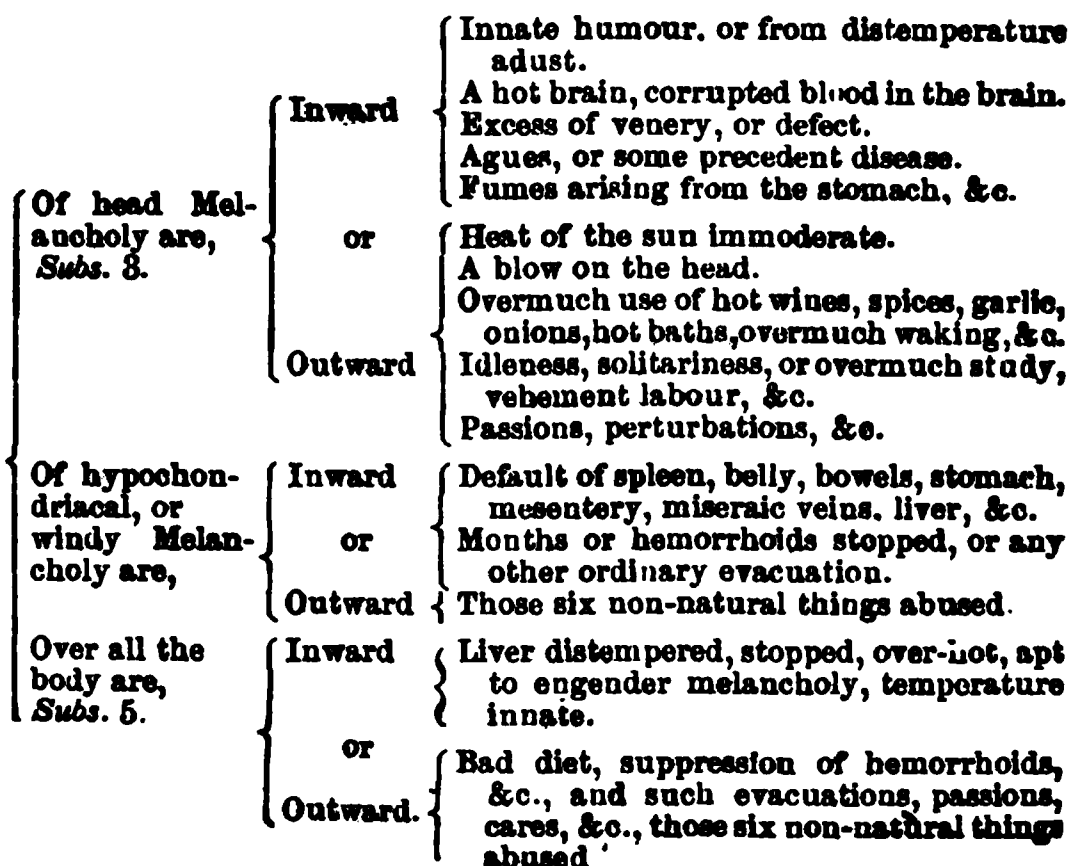 Of head Mel-
ancholy are,
Subs. 3.
Inward
Innate humour. or from distemperature
adust.
A hot brain, corrupted blood in the brain.
Excess of venery, or defect.
Agues, or some precedent disease.
Fumes arising from the stomach, &c.
or
Outward
Heat of the sun immoderate.
A blow on the head.
Overmuch use of hot wines, spices, garlic,
onions, hot baths, overmuch waking, &c.
Idleness, solitariness, or overmuch study,
vehement labour, &c.
Passions, perturbations, &c.
Of hypochon-
driacal, or
windy Melan-
choly are,
Inward
Default of spleen, belly, bowels, stomach,
mesentery, miseraic veins. liver, &c.
Months or hemorrhoids stopped, or any
other ordinary evacuation.
or
Outward
Those six non-natural things abused.
Over all the
body are,
Subs. 5.
Inward
Liver distempered, stopped, over-hot, apt
to engender melancholy, temperature
innate.
or
Outward.
Bad diet, suppression of hemorrhoids,
&c., and such evacuations, passions,
cares, &c., those six non-natural things
abused